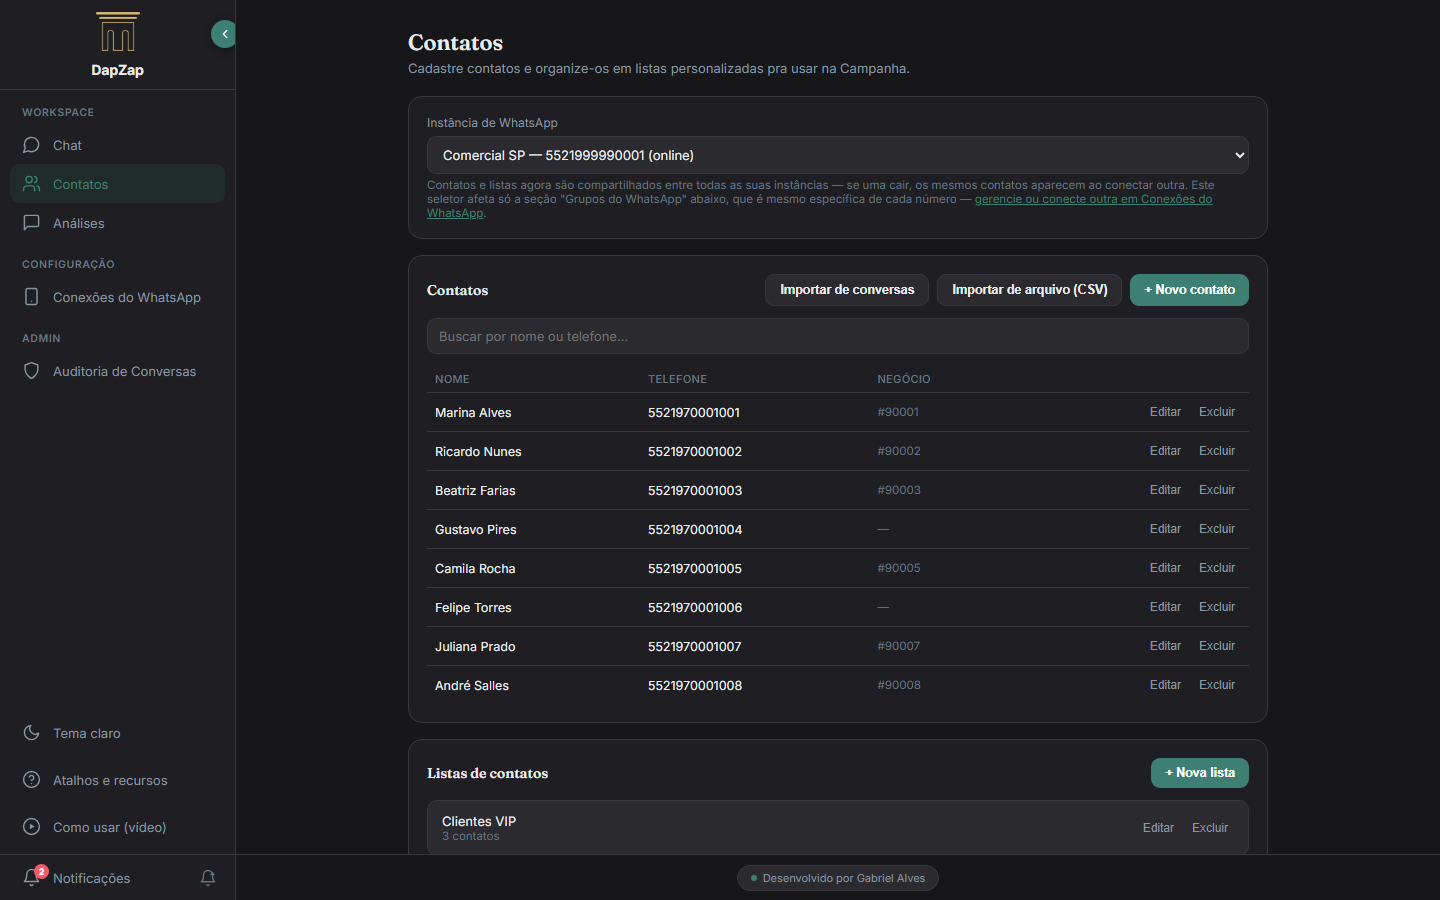 DapZap
WORKSPACE
Chat
Contatos
Análises
CONFIGURAÇÃO
Conexões do WhatsApp
ADMIN
Auditoria de Conversas
Tema claro
Atalhos e recursos
Como usar (vídeo)
2
Notificações
Contatos
Cadastre contatos e organize-os em listas personalizadas pra usar na Campanha.
Instância de WhatsApp
Comercial SP — 5521999990001 (online)
Contatos e listas agora são compartilhados entre todas as suas instâncias — se uma cair, os mesmos contatos aparecem ao conectar outra. Este
seletor afeta só a seção "Grupos do WhatsApp" abaixo, que é mesmo específica de cada número — gerencie ou conecte outra em Conexões do
WhatsApp.
Contatos Importar de conversas Importar de arquivo (CSV) + Novo contato
Buscar por nome ou telefone...
NOME TELEFONE NEGÓCIO
Marina Alves 5521970001001 #90001 Editar Excluir
Ricardo Nunes 5521970001002 #90002 Editar Excluir
Beatriz Farias 5521970001003 #90003 Editar Excluir
Gustavo Pires 5521970001004 — Editar Excluir
Camila Rocha 5521970001005 #90005 Editar Excluir
Felipe Torres 5521970001006 — Editar Excluir
Juliana Prado 5521970001007 #90007 Editar Excluir
André Salles 5521970001008 #90008 Editar Excluir
Listas de contatos + Nova lista
Clientes VIP
3 contatos Editar Excluir
Desenvolvido por Gabriel Alves